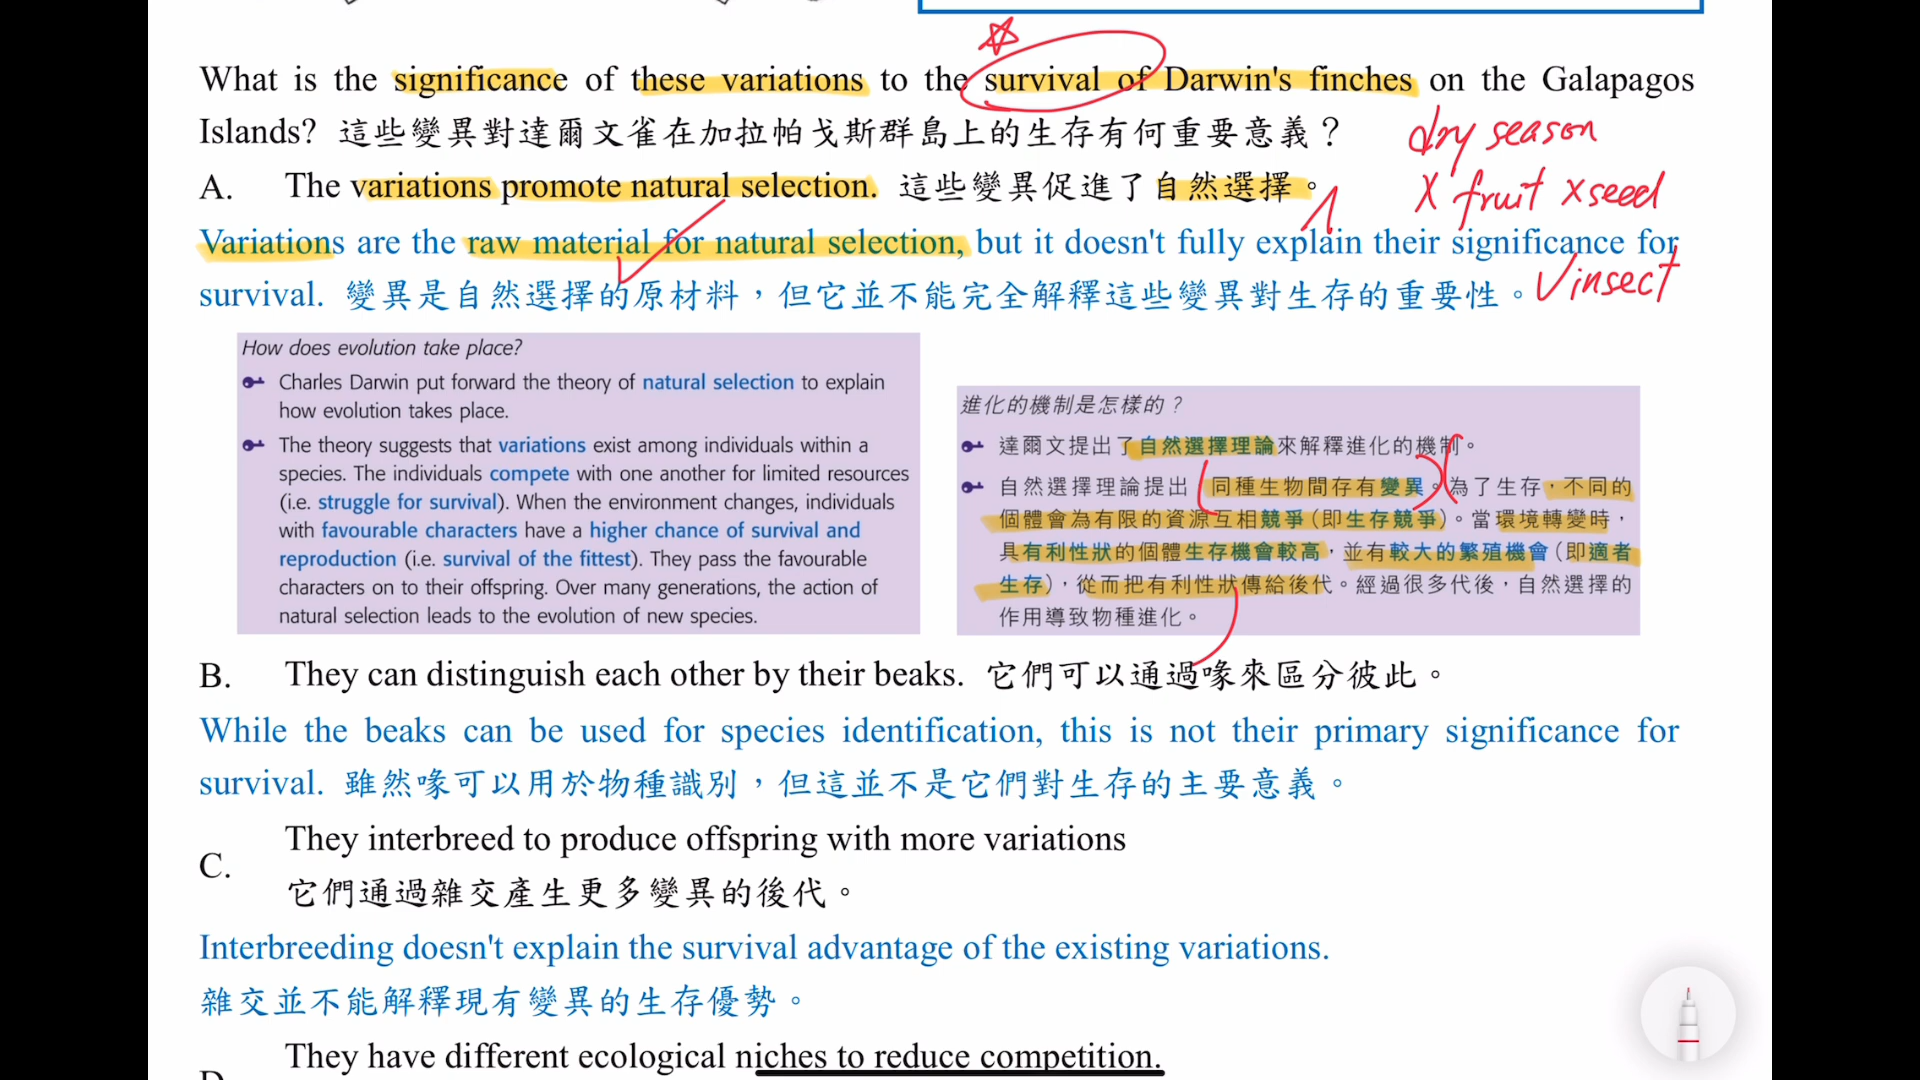 What is the significance of these variations to the survival of Darwin's finches on the Galapagos
Islands? 這些變異對達爾文雀在加拉帕戈斯群島上的生存有何重要意義？
dry season
A. The variations promote natural selection. 這些變異促進了自然選擇。
X fruit X seed
Variations are the raw material for natural selection, but it doesn't fully explain their significance for
survival. 變異是自然選擇的原材料，但它並不能完全解釋這些變異對生存的重要性。
√ insect
How does evolution take place?
Charles Darwin put forward the theory of natural selection to explain
how evolution takes place.
The theory suggests that variations exist among individuals within a
species. The individuals compete with one another for limited resources
(i.e. struggle for survival). When the environment changes, individuals
with favourable characters have a higher chance of survival and
reproduction (i.e. survival of the fittest). They pass the favourable
characters on to their offspring. Over many generations, the action of
natural selection leads to the evolution of new species.
進化的機制是怎樣的？
達爾文提出了自然選擇理論來解釋進化的機制。
自然選擇理論提出，同種生物間存有變異。為了生存，不同的
個體會為有限的資源互相競爭（即生存競爭）。當環境轉變時，
具有利性狀的個體生存機會較高，並有較大的繁殖機會（即適者
生存），從而把有利性狀傳給後代。經過很多代後，自然選擇的
作用導致物種進化。
B. They can distinguish each other by their beaks. 它們可以通過喙來區分彼此。
While the beaks can be used for species identification, this is not their primary significance for
survival. 雖然喙可以用於物種識別，但這並不是它們對生存的主要意義。
C. They interbreed to produce offspring with more variations
它們通過雜交產生更多變異的後代。
Interbreeding doesn't explain the survival advantage of the existing variations.
雜交並不能解釋現有變異的生存優勢。
They have different ecological niches to reduce competition.